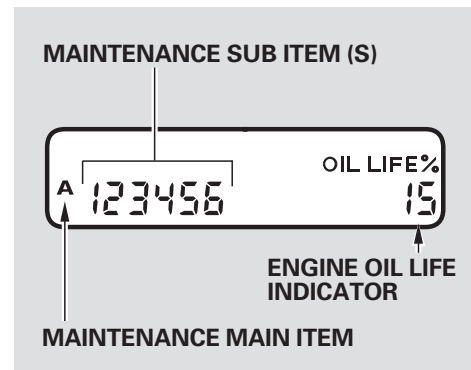 MAINTENANCE SUB ITEM (S)
OIL LIFE%
A 123456 15
ENGINE OIL LIFE
INDICATOR
MAINTENANCE MAIN ITEM